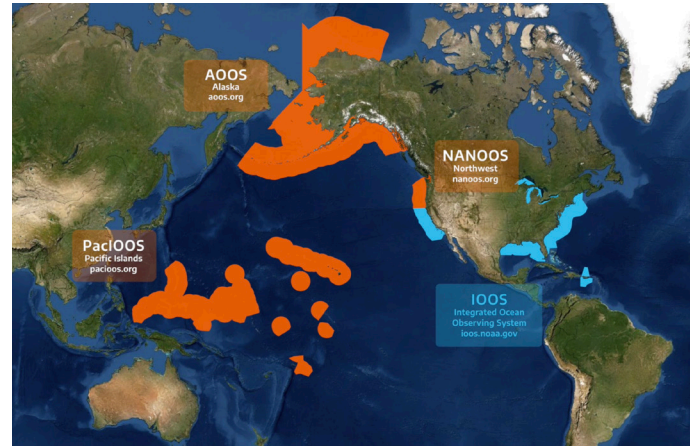 AOOS
Alaska
aoos.org
NANOOS
Northwest
nanoos.org
PacIOOS
Pacific Islands
pacioos.org
IOOS
Integrated Ocean
Observing System
ioos.noaa.gov